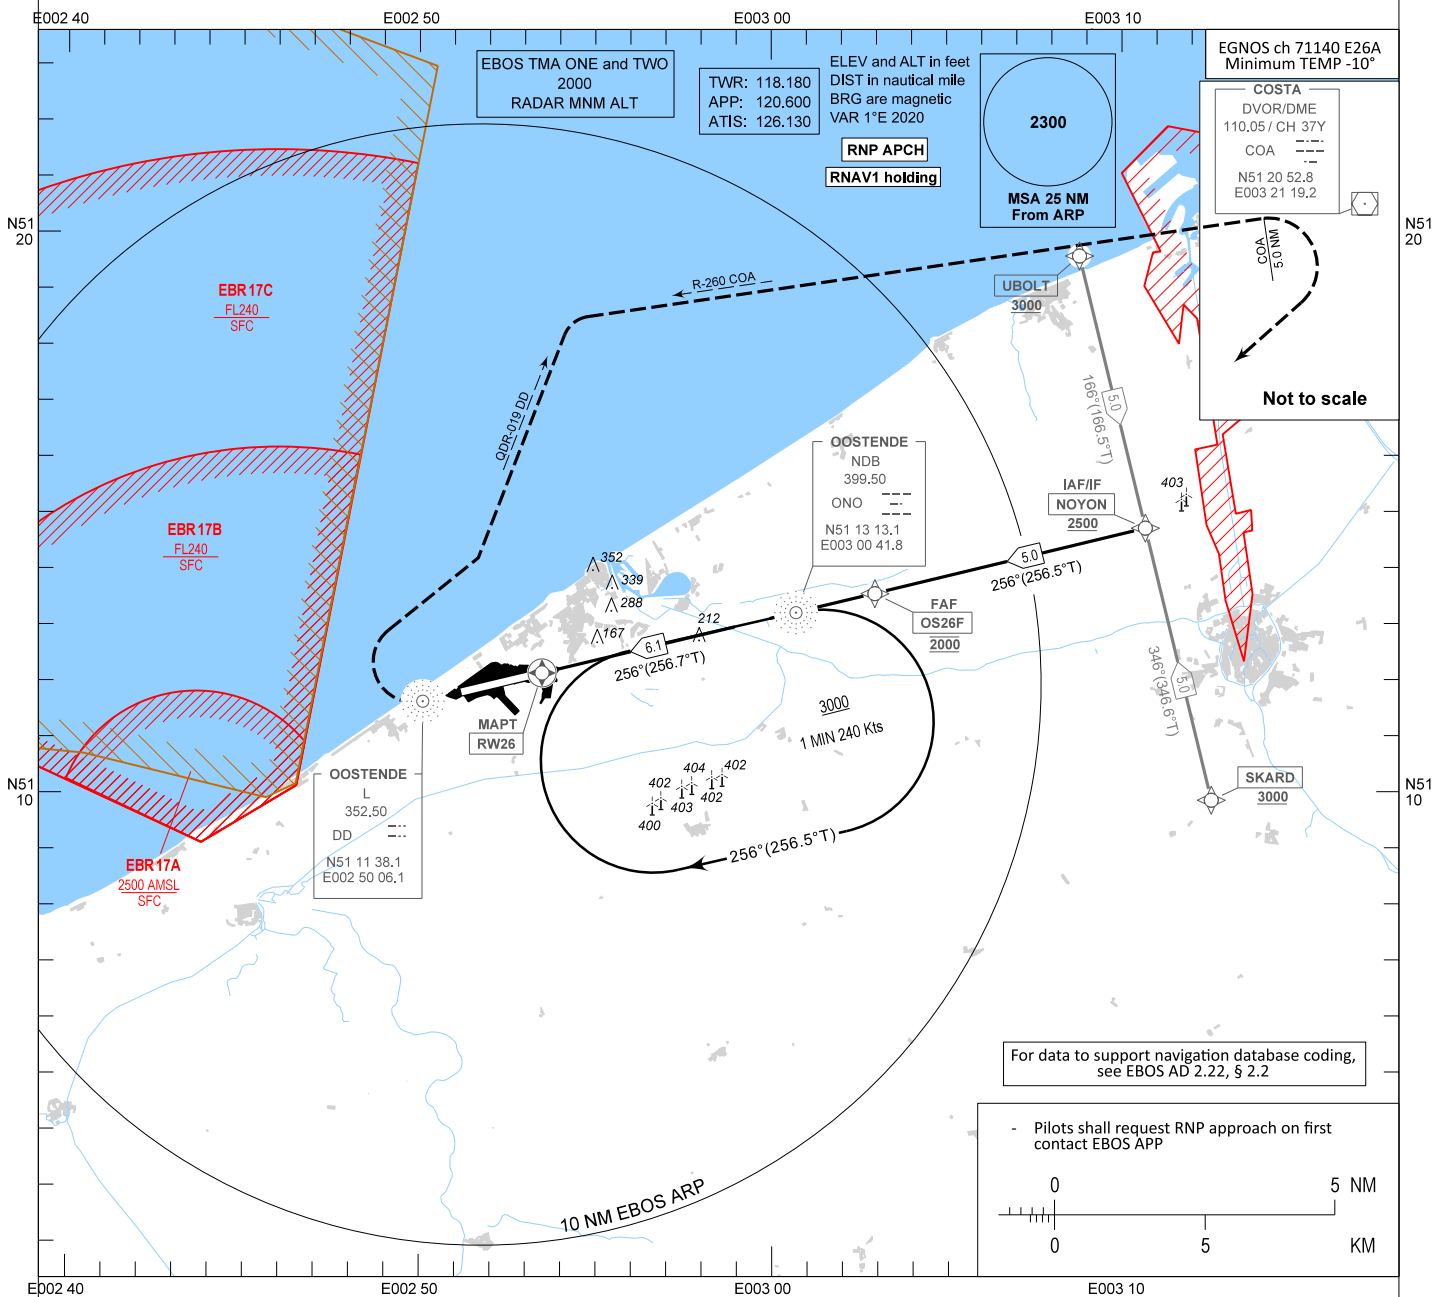 E002 40
E002 50
E003 00
E003 10
EBOS TMA ONE and TWO
2000
RADAR MNM ALT
TWR: 118.180
APP: 120.600
ATIS: 126.130
ELEV and ALT in feet
DIST in nautical mile
BRG are magnetic
VAR 1°E 2020
RNP APCH
RNAV1 holding
2300
MSA 25 NM
From ARP
EGNOS ch 71140 E26A
Minimum TEMP -10°
COSTA
DVOR/DME
110.05 / CH 37Y
COA
N51 20 52.8
E003 21 19.2
COA
5.0 NM
Not to scale
N51
20
N51
20
EBR17C
FL240
SFC
R-260 COA
UBOLT
3000
QDR-019 DD
5.0
166°(166.5°T)
OOSTENDE
NDB
399.50
ONO
N51 13 13.1
E003 00 41.8
IAF/IF
NOYON
2500
403
EBR17B
FL240
SFC
352
339
288
167
212
5.0
256°(256.5°T)
FAF
OS26F
2000
6.1
256°(256.7°T)
346°(346.6°T)
5.0
MAPT
RW26
3000
1 MIN 240 Kts
OOSTENDE
L
352.50
DD
N51 11 38.1
E002 50 06.1
402
404
402
403
402
400
SKARD
3000
N51
10
N51
10
256°(256.5°T)
EBR17A
2500 AMSL
SFC
For data to support navigation database coding,
see EBOS AD 2.22, § 2.2
- Pilots shall request RNP approach on first
contact EBOS APP
10 NM EBOS ARP
0 5 NM
0 5 KM
E002 40
E002 50
E003 00
E003 10